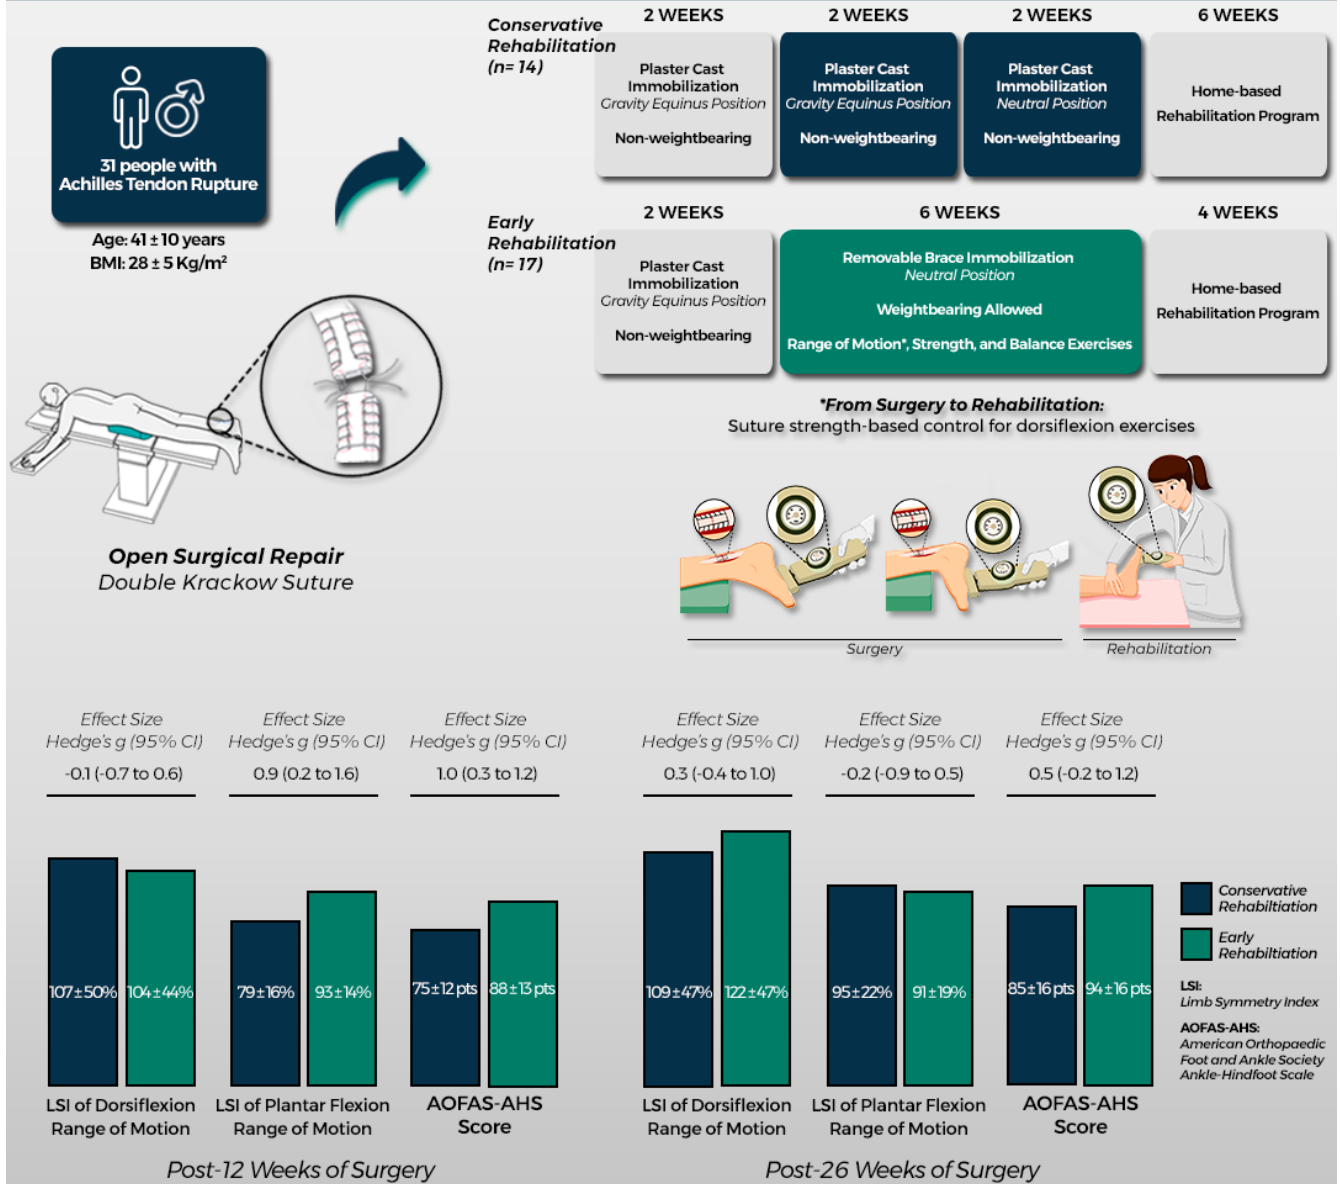 31 people with
Achilles Tendon Rupture
Age: 41 ± 10 years
BMI: 28 ± 5 Kg/m²
Open Surgical Repair
Double Krackow Suture
Conservative
Rehabilitation
(n= 14)
2 WEEKS
Plaster Cast
Immobilization
Gravity Equinus Position
Non-weightbearing
2 WEEKS
Plaster Cast
Immobilization
Gravity Equinus Position
Non-weightbearing
2 WEEKS
Plaster Cast
Immobilization
Neutral Position
Non-weightbearing
6 WEEKS
Home-based
Rehabilitation Program
Early
Rehabilitation
(n= 17)
2 WEEKS
Plaster Cast
Immobilization
Gravity Equinus Position
Non-weightbearing
6 WEEKS
Removable Brace Immobilization
Neutral Position
Weightbearing Allowed
Range of Motion*, Strength, and Balance Exercises
4 WEEKS
Home-based
Rehabilitation Program
*From Surgery to Rehabilitation:
Suture strength-based control for dorsiflexion exercises
Surgery
Rehabilitation
Effect Size
Hedge's g (95% CI)
-0.1 (-0.7 to 0.6)
107±50%
104±44%
LSI of Dorsiflexion
Range of Motion
Effect Size
Hedge's g (95% CI)
0.9 (0.2 to 1.6)
79±16%
93±14%
LSI of Plantar Flexion
Range of Motion
Effect Size
Hedge's g (95% CI)
1.0 (0.3 to 1.2)
75±12 pts
88±13 pts
AOFAS-AHS
Score
Post-12 Weeks of Surgery
Effect Size
Hedge's g (95% CI)
0.3 (-0.4 to 1.0)
109±47%
122±47%
LSI of Dorsiflexion
Range of Motion
Effect Size
Hedge's g (95% CI)
-0.2 (-0.9 to 0.5)
95±22%
91±19%
LSI of Plantar Flexion
Range of Motion
Effect Size
Hedge's g (95% CI)
0.5 (-0.2 to 1.2)
85±16 pts
94±16 pts
AOFAS-AHS
Score
Post-26 Weeks of Surgery
Conservative
Rehabiltiation
Early
Rehabiltiation
LSI:
Limb Symmetry Index
AOFAS-AHS:
American Orthopaedic
Foot and Ankle Society
Ankle-Hindfoot Scale